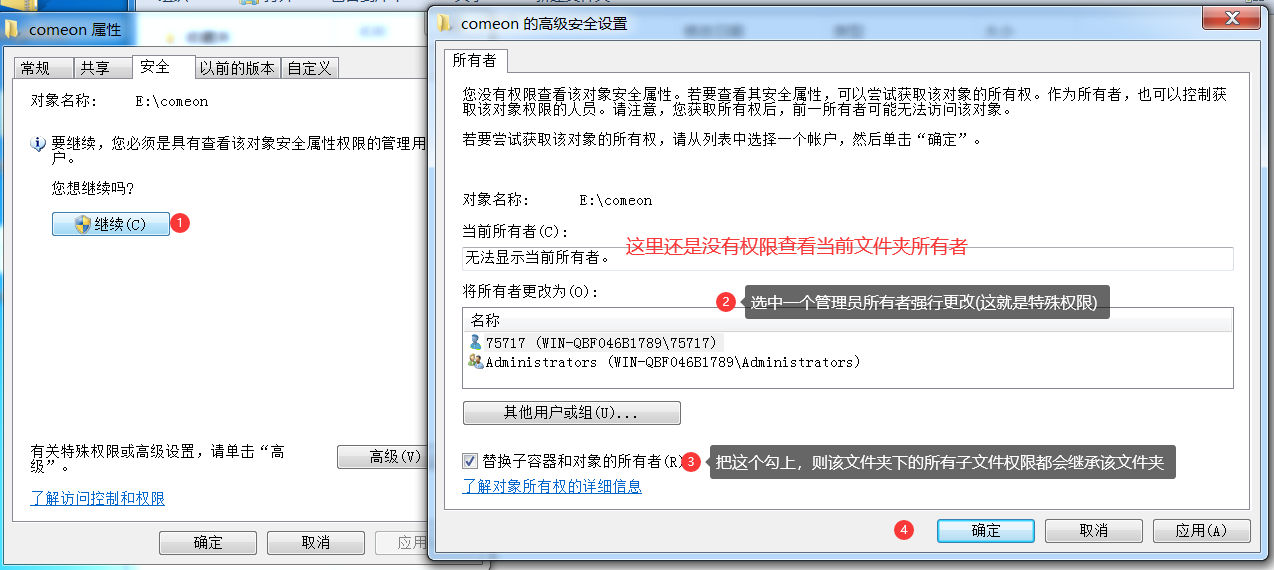 comeon 属性
常规
共享
安全
以前的版本
自定义
对象名称: E:\comeon
要继续,您必须是具有查看该对象安全属性权限的管理用
户。
您想继续吗?
继续(C)
1
有关特殊权限或高级设置,请单击“高
级”。
高级(V)
了解访问控制和权限
确定
取消
应用
comeon 的高级安全设置
所有者
您没有权限查看该对象安全属性。若要查看其安全属性,可以尝试获取该对象的所有权。作为所有者,也可以控制获
取该对象权限的人员。请注意,您获取所有权后,前一所有者可能无法访问该对象。
若要尝试获取该对象的所有权,请从列表中选择一个帐户,然后单击“确定”。
对象名称: E:\comeon
当前所有者(C):
这里还是没有权限查看当前文件夹所有者
无法显示当前所有者。
将所有者更改为(O):
2
选中一个管理员所有者强行更改(这就是特殊权限)
名称
75717 (WIN-QBF046B1789\75717)
Administrators (WIN-QBF046B1789\Administrators)
其他用户或组(U)...
替换子容器和对象的所有者(R)
3
把这个勾上，则该文件夹下的所有子文件权限都会继承该文件夹
了解对象所有权的详细信息
4
确定
取消
应用(A)